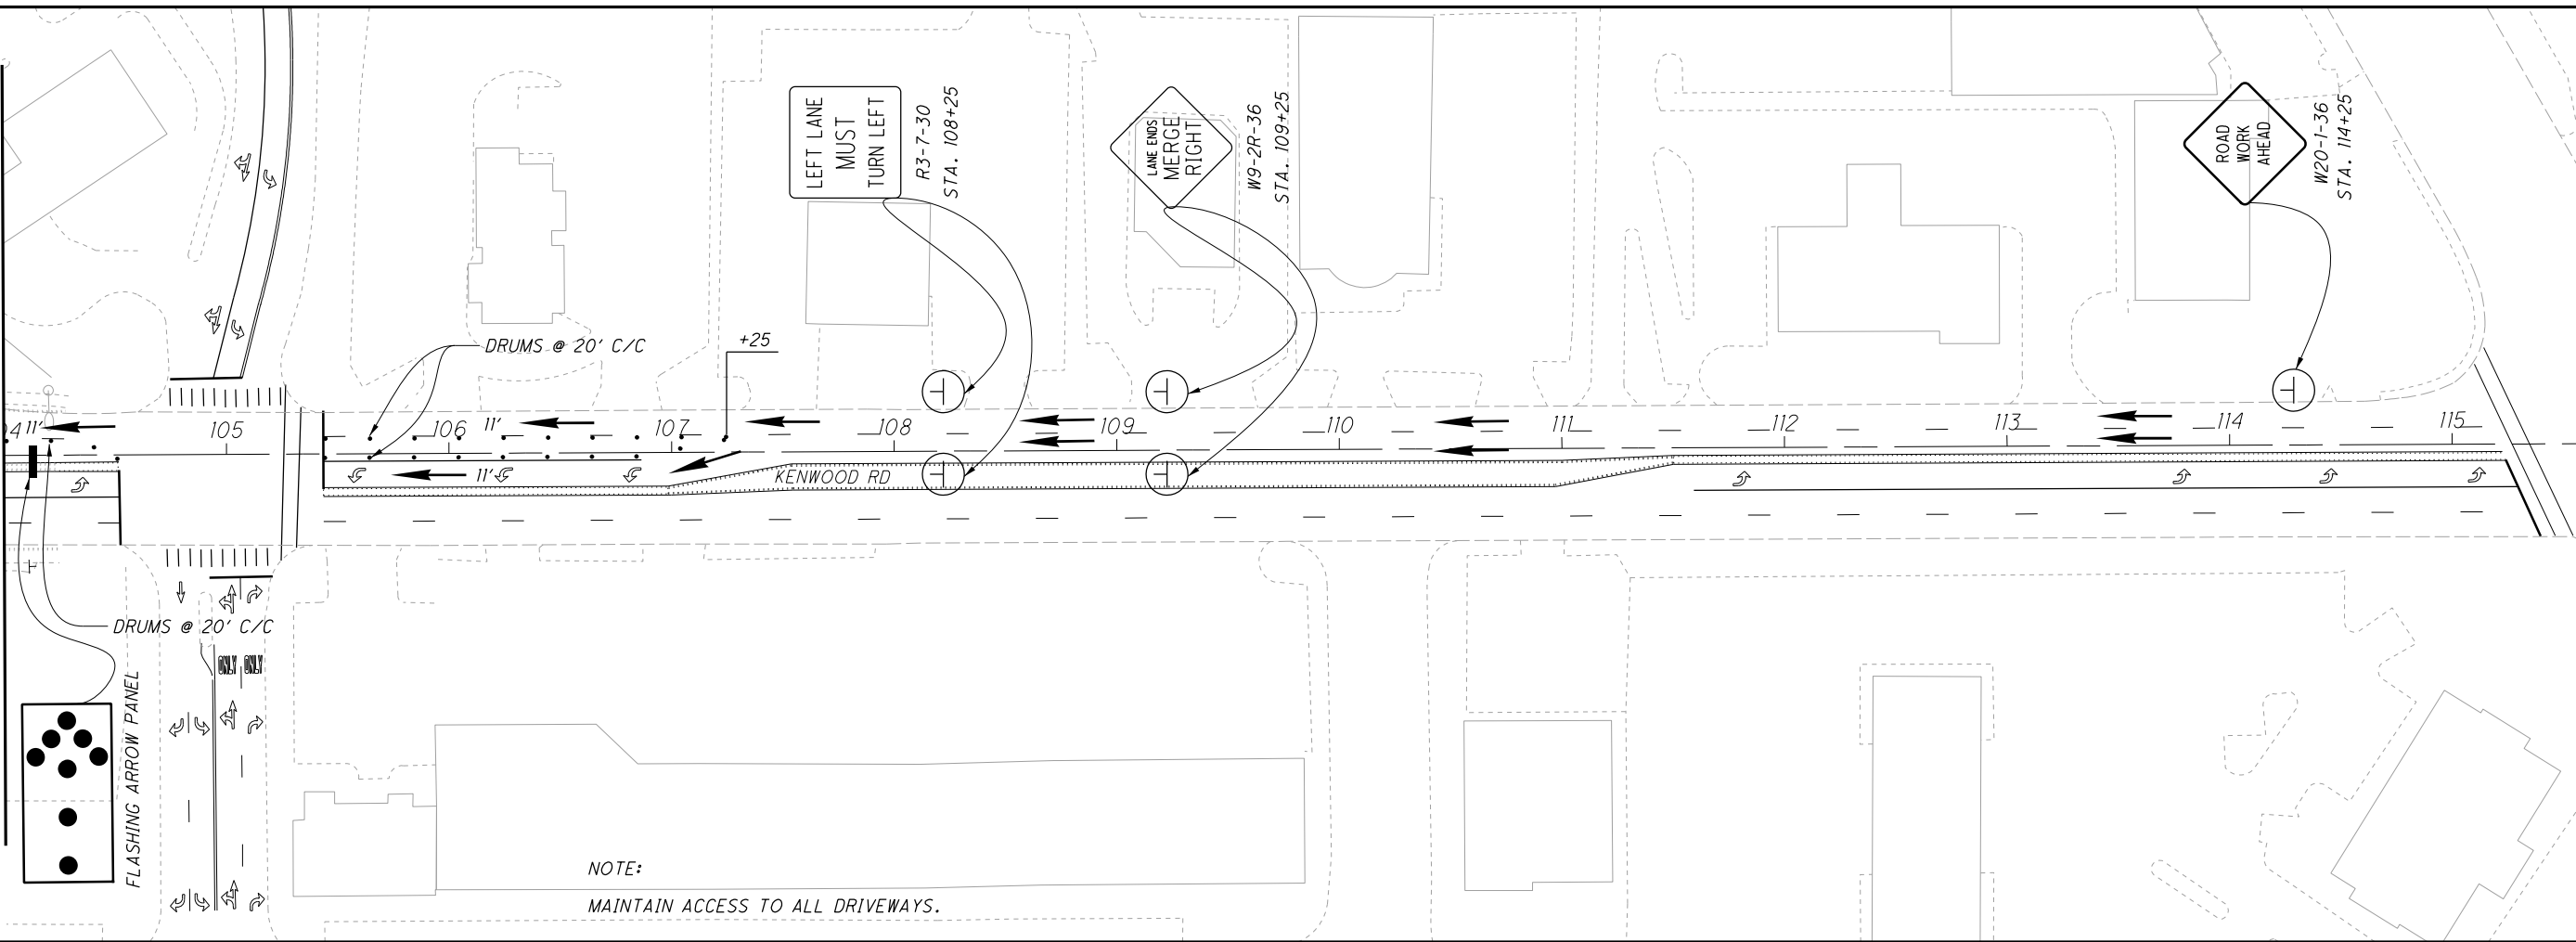 LEFT LANE
MUST
TURN LEFT
R3-7-30
STA. 108+25
LANE ENDS
MERGE
RIGHT
W9-2R-36
STA. 109+25
ROAD
WORK
AHEAD
W20-1-36
STA. 114+25
DRUMS @ 20' C/C
+25
04 11' 105 106 11' 107 108 109 110 111 112 113 114 115
11'
KENWOOD RD
DRUMS @ 20' C/C
ONLY ONLY
FLASHING ARROW PANEL
NOTE:
MAINTAIN ACCESS TO ALL DRIVEWAYS.